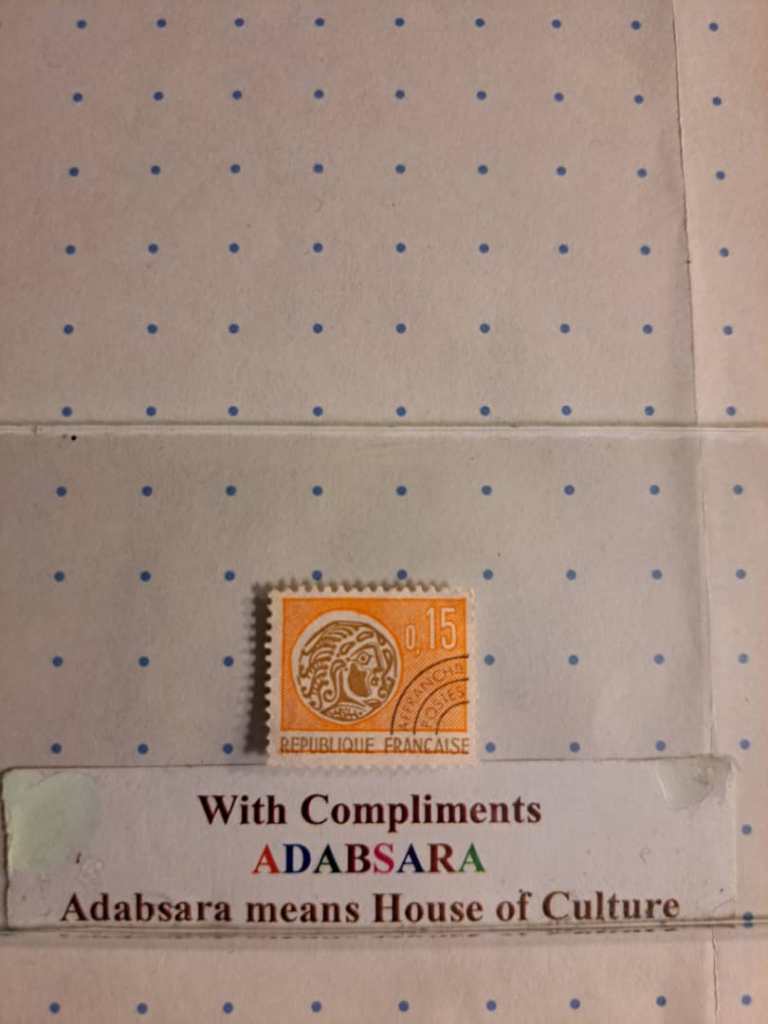 0,15
AFFRANCHts
POSTES
REPUBLIQUE FRANCAISE
With Compliments
ADABSARA
Adabsara means House of Culture